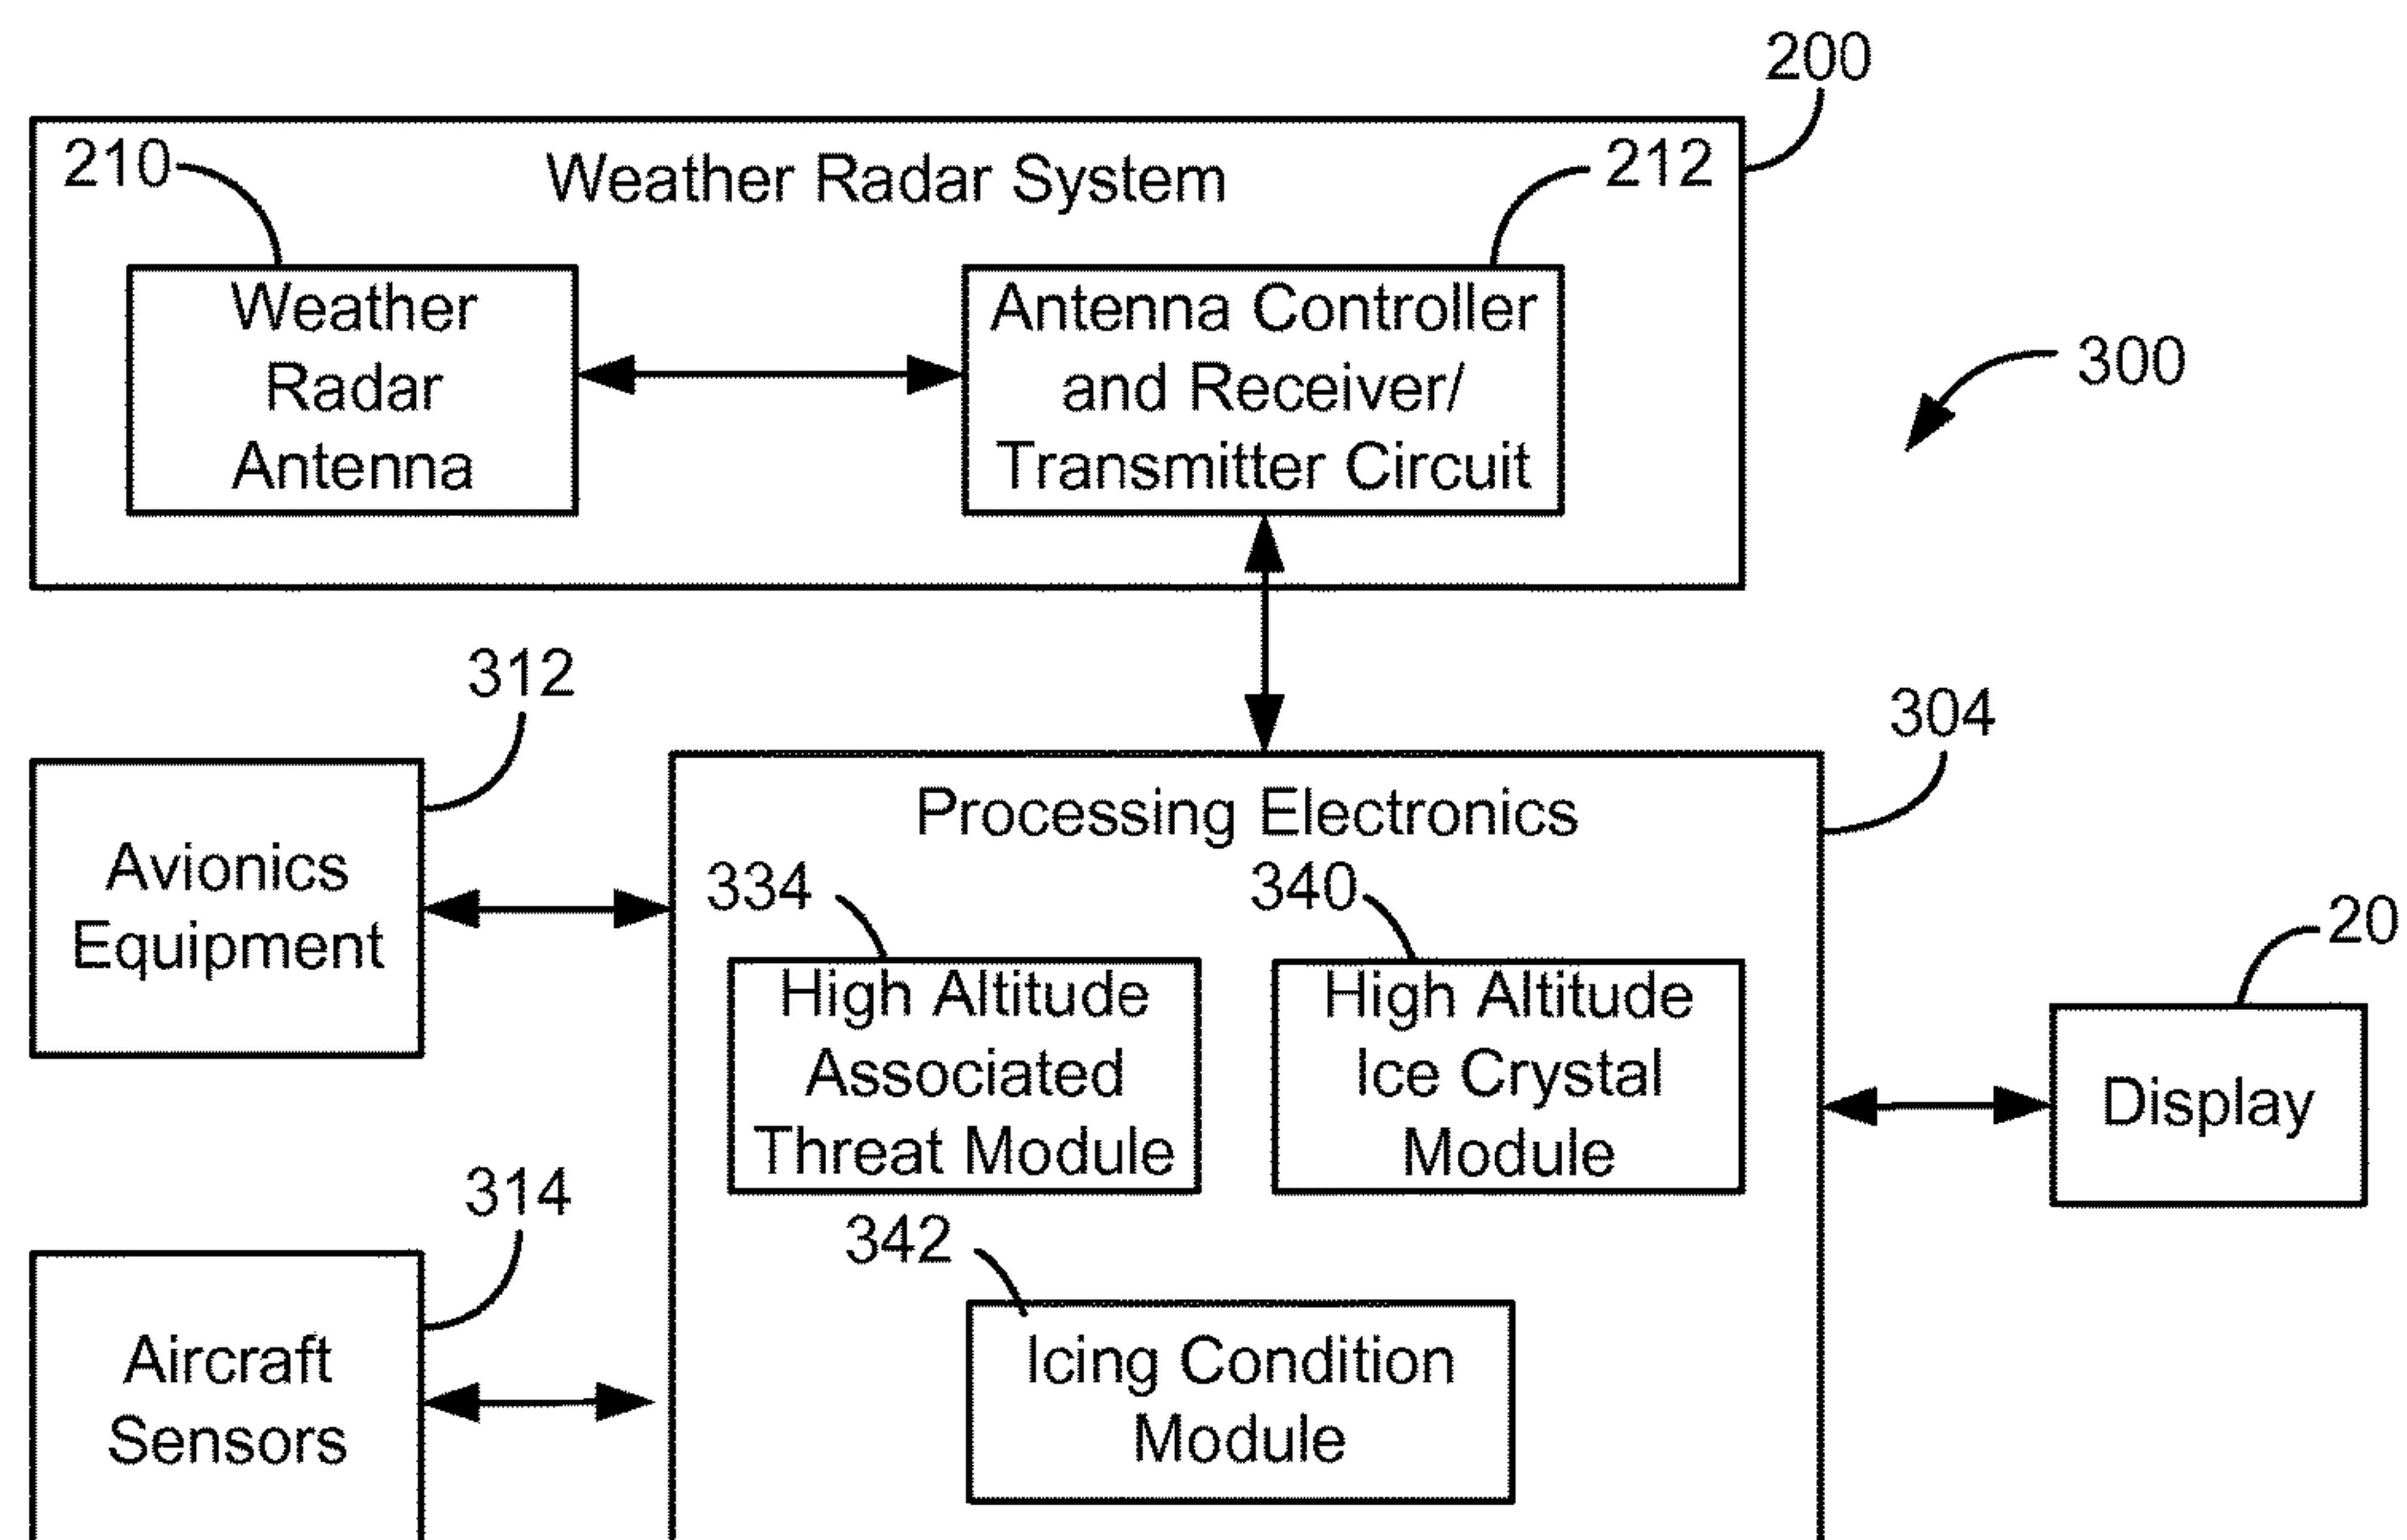 200
210
Weather Radar System
212
Weather
Radar
Antenna
Antenna Controller
and Receiver/
Transmitter Circuit
300
312
304
Avionics
Equipment
Processing Electronics
334
340
20
High Altitude
Associated
Threat Module
High Altitude
Ice Crystal
Module
Display
314
342
Aircraft
Sensors
Icing Condition
Module